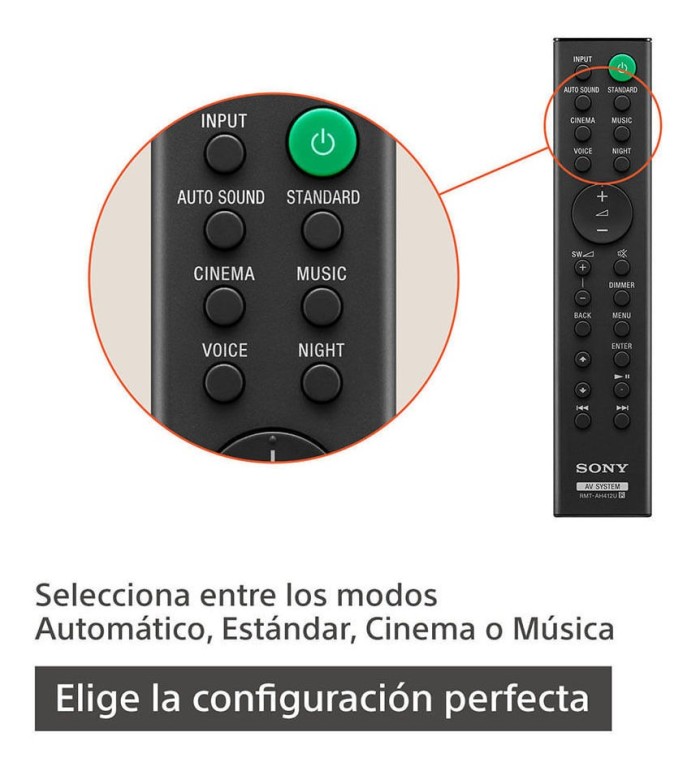 INPUT
AUTO SOUND STANDARD
CINEMA MUSIC
VOICE NIGHT
INPUT
AUTO SOUND STANDARD
CINEMA MUSIC
VOICE NIGHT
+
−
SW
+
−
DIMMER
BACK MENU
ENTER
SONY
AV SYSTEM
RMT-AH412U R
Selecciona entre los modos
Automático, Estándar, Cinema o Música
Elige la configuración perfecta